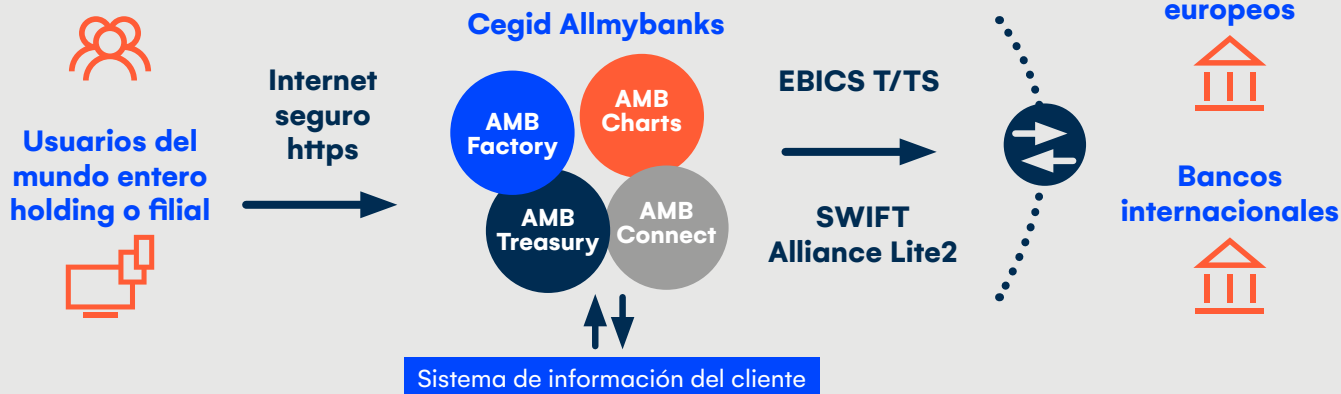 Usuarios del
mundo entero
holding o filial
Internet
seguro
https
Cegid Allmybanks
AMB
Factory
AMB
Charts
AMB
Treasury
AMB
Connect
Sistema de información del cliente
EBICS T/TS
SWIFT
Alliance Lite2
europeos
Bancos
internacionales